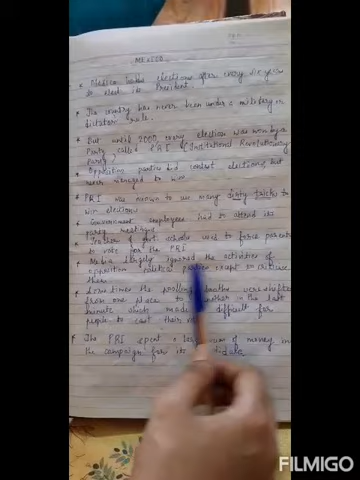 Mexico
* Mexico holds elections after every six years
to elect its President.
* The country has never been under a military or
dictator rule.
* But until 2000 every election was won by a
Party called PRI (Institutional Revolutionary
Party)
* Opposition parties did contest elections, but
never managed to win.
* PRI was known to use many dirty tricks to
win elections
* Government employees had to attend its
party meetings
* Teachers of govt. schools used to force parents
to vote for the PRI
* Media largely ignored the activities of
opposition political parties except to criticise
them.
* Sometimes the polling booths were shifted
from one place to another in the last
minute which made difficult for
people to cast their
* The PRI spent a large sum of money in
the campaign for its
FILMIGO